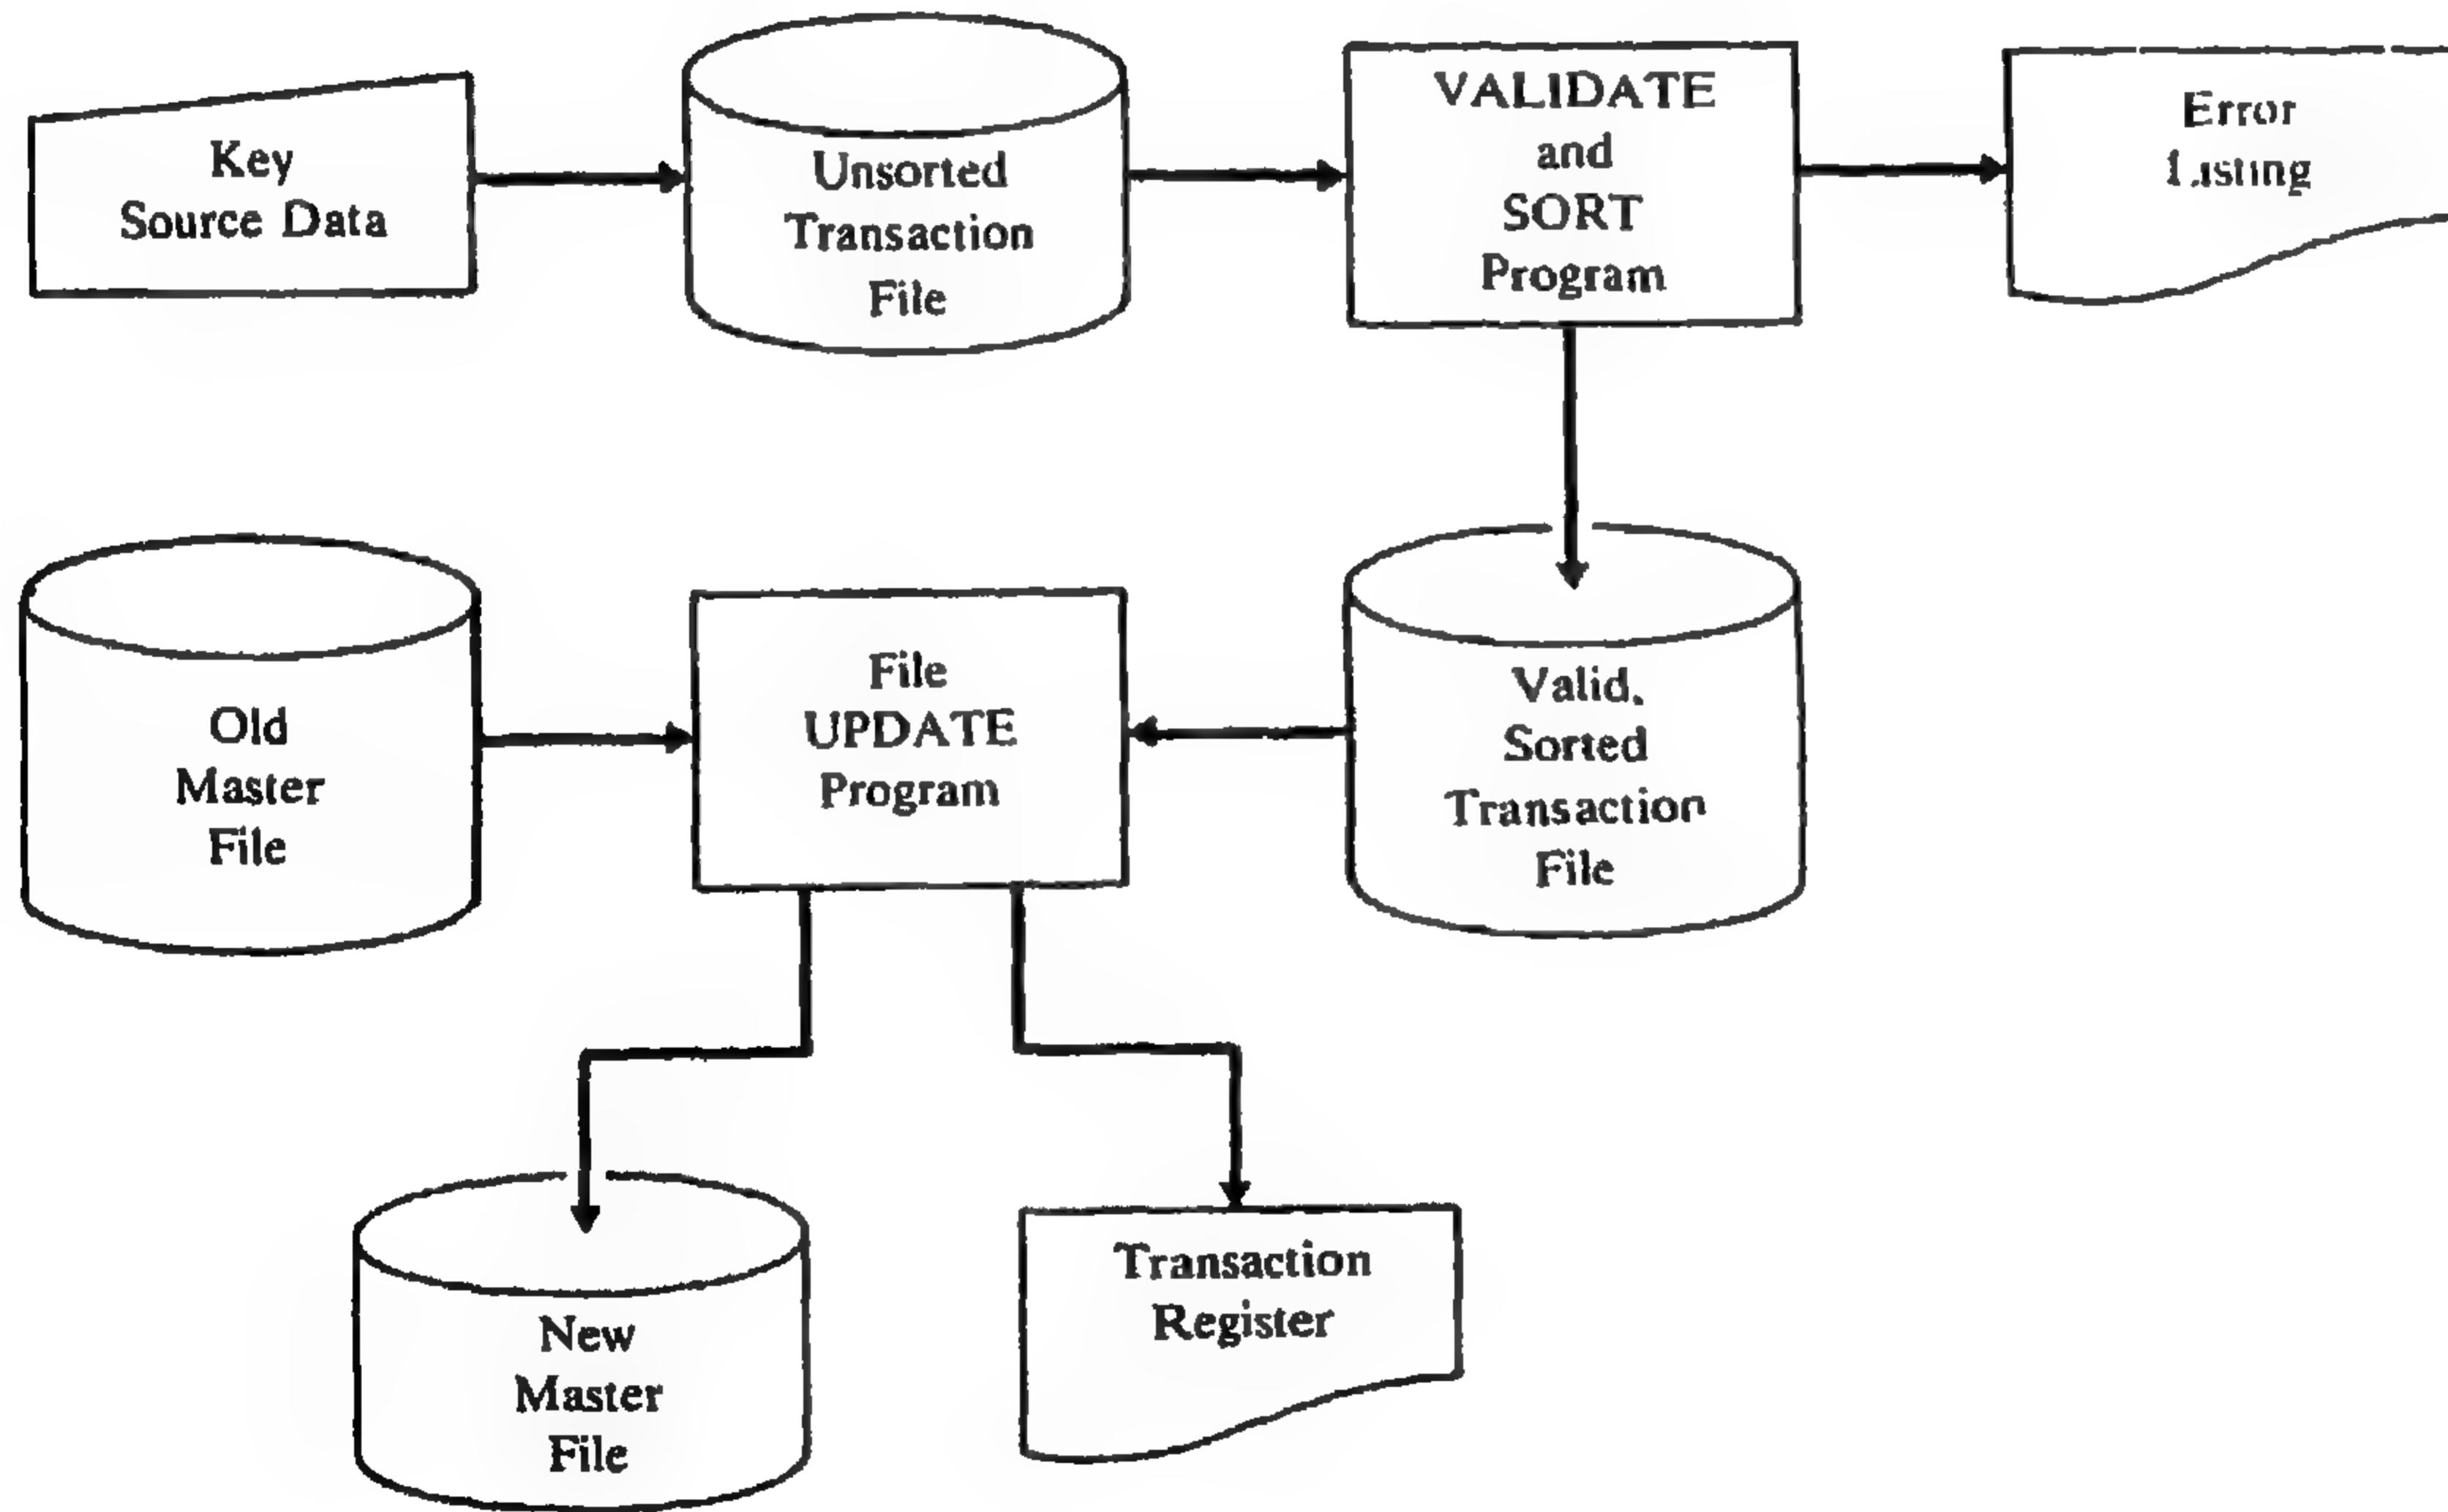 Key
Source Data
Unsorted
Transaction
File
VALIDATE
and
SORT
Program
Error
Listing
Old
Master
File
File
UPDATE
Program
Valid,
Sorted
Transaction
File
New
Master
File
Transaction
Register